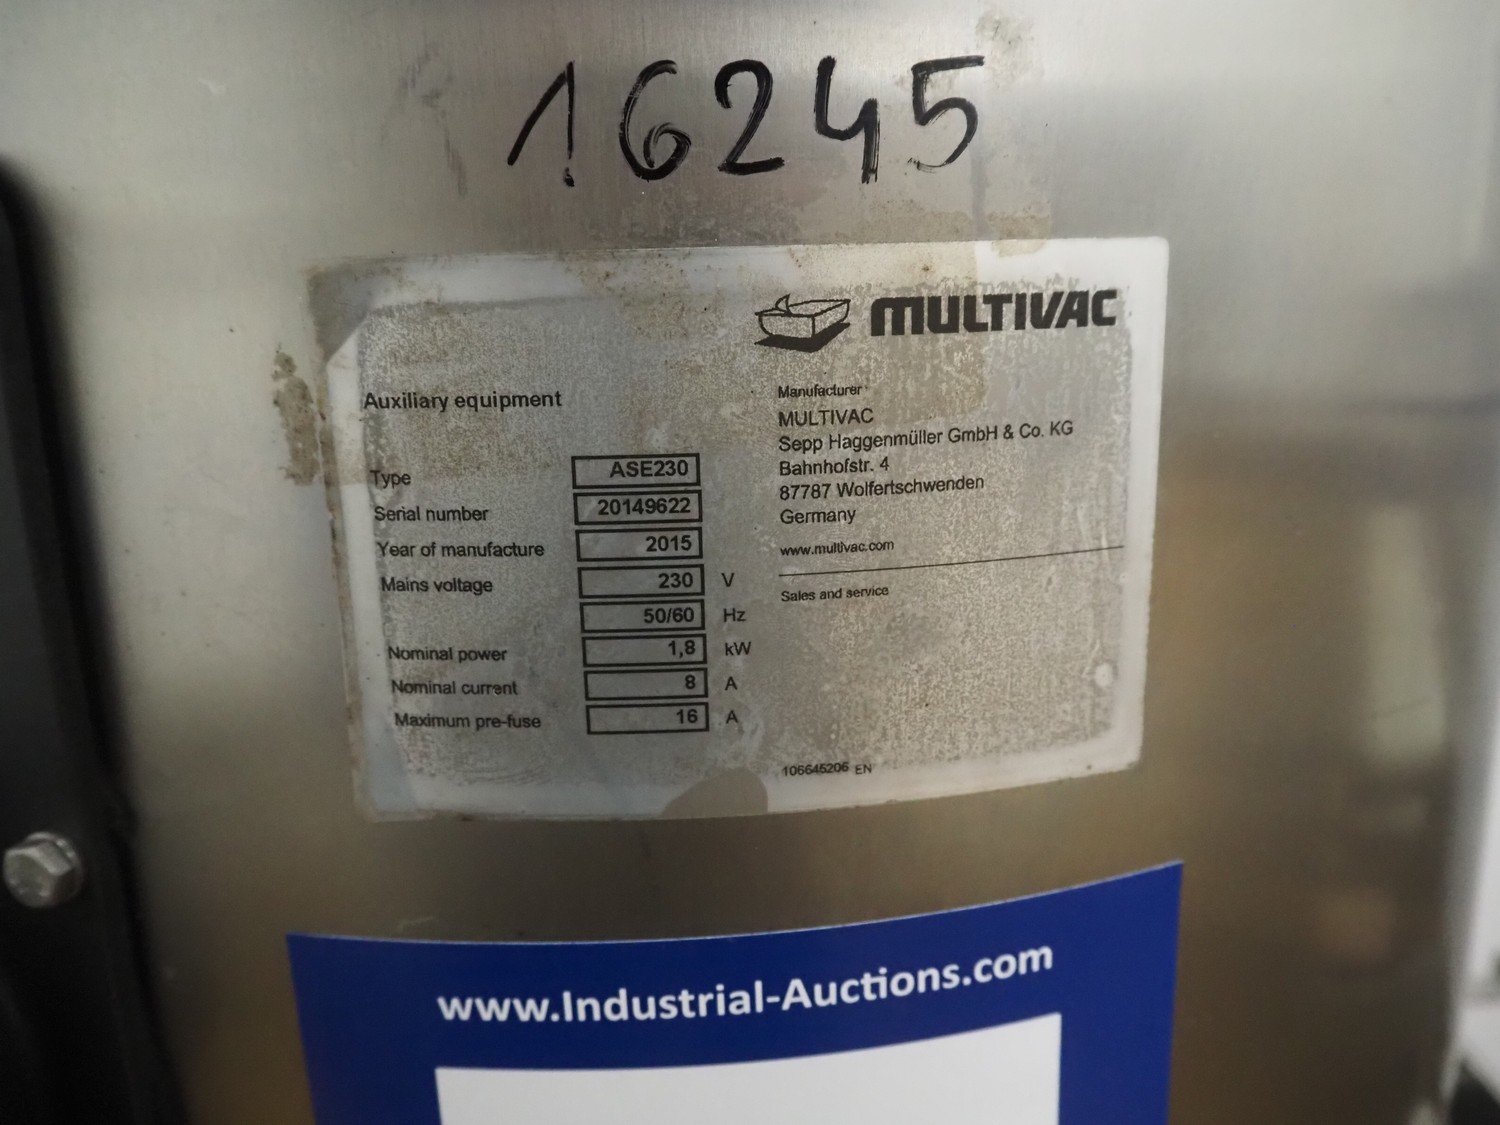 16245
MULTIVAC
Auxiliary equipment
Type ASE230
Serial number 20149622
Year of manufacture 2015
Mains voltage 230 V
50/60 Hz
Nominal power 1,8 kW
Nominal current 8 A
Maximum pre-fuse 16 A
Manufacturer
MULTIVAC
Sepp Haggenmüller GmbH & Co. KG
Bahnhofstr. 4
87787 Wolfertschwenden
Germany
www.multivac.com
Sales and service
106645206 EN
www.Industrial-Auctions.com